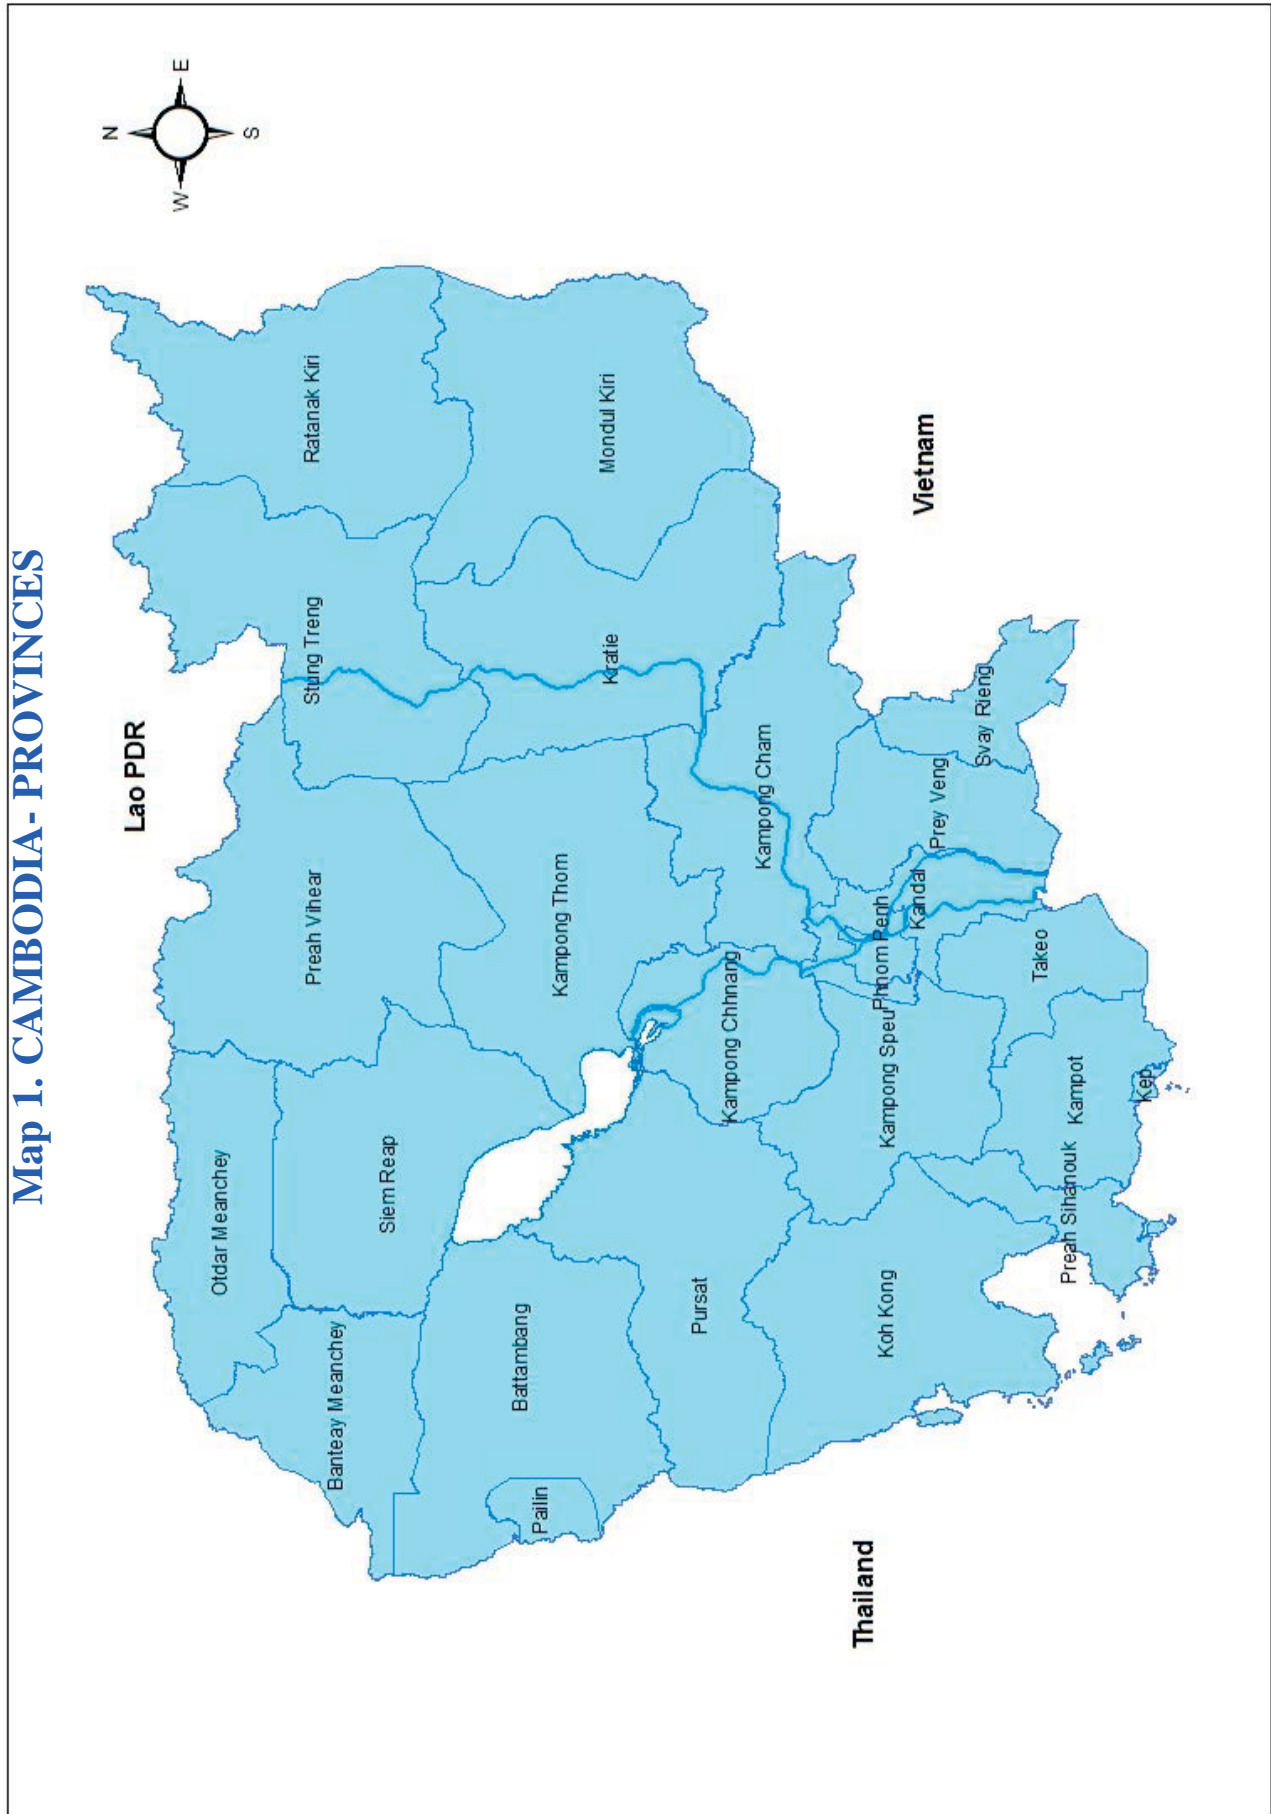 Map 1. CAMBODIA- PROVINCES
N
W
E
S
Lao PDR
Ratanak Kiri
Stung Treng
Otdar Meanchey
Preah Vihear
Banteay Meanchey
Siem Reap
Battambang
Kampong Thom
Kratie
Mondul Kiri
Pailin
Pursat
Kampong Chhnang
Kampong Cham
Vietnam
Thailand
Koh Kong
Kampong Speu
Phnom Penh
Kandal
Prey Veng
Svay Rieng
Takeo
Preah Sihanouk
Kampot
Kep